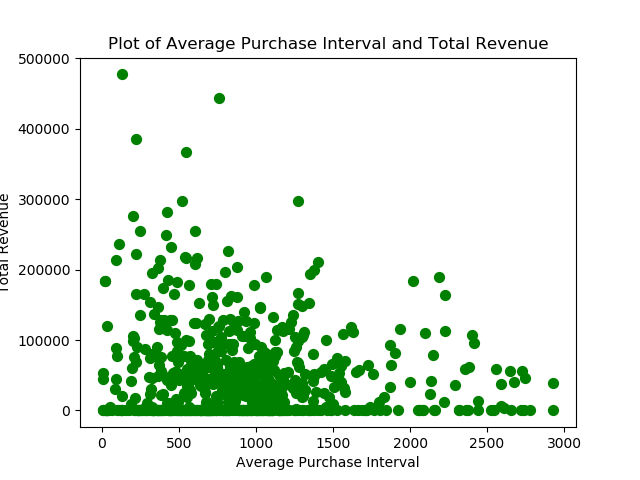 Plot of Average Purchase Interval and Total Revenue
500000
400000
300000
200000
100000
0
Total Revenue
0 500 1000 1500 2000 2500 3000
Average Purchase Interval